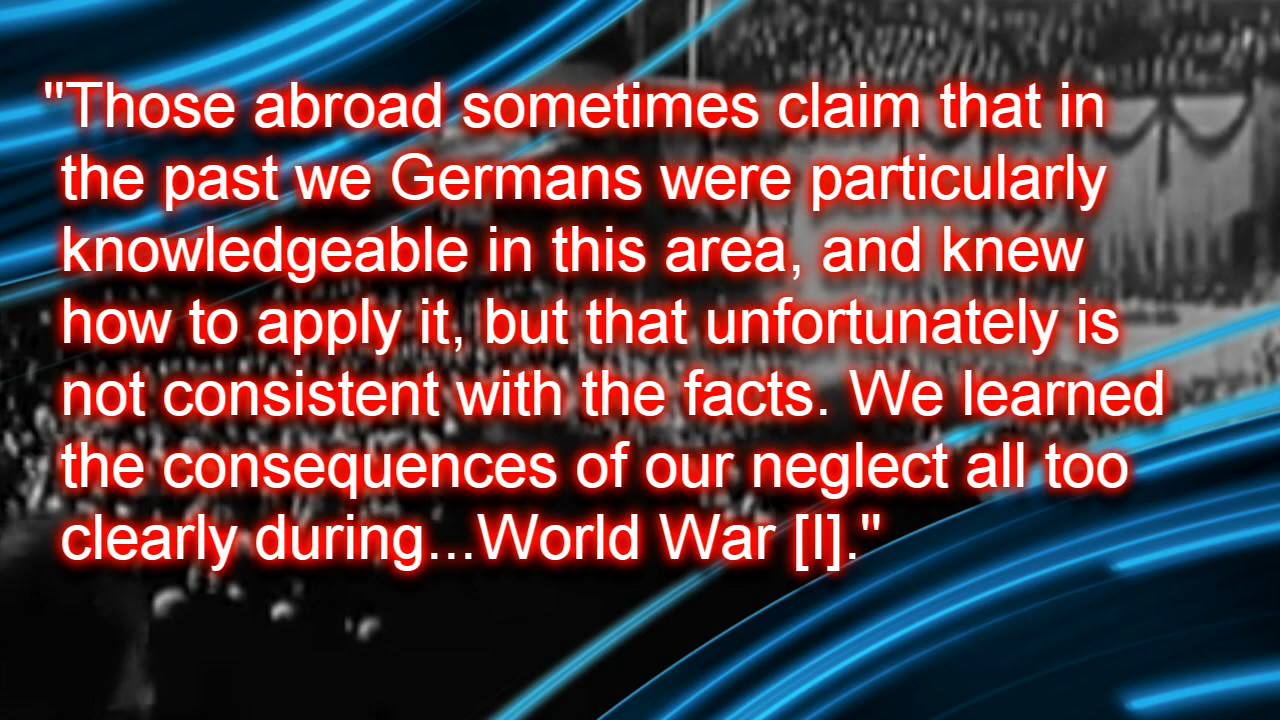 "Those abroad sometimes claim that in
the past we Germans were particularly
knowledgeable in this area, and knew
how to apply it, but that unfortunately is
not consistent with the facts. We learned
the consequences of our neglect all too
clearly during...World War [I]."